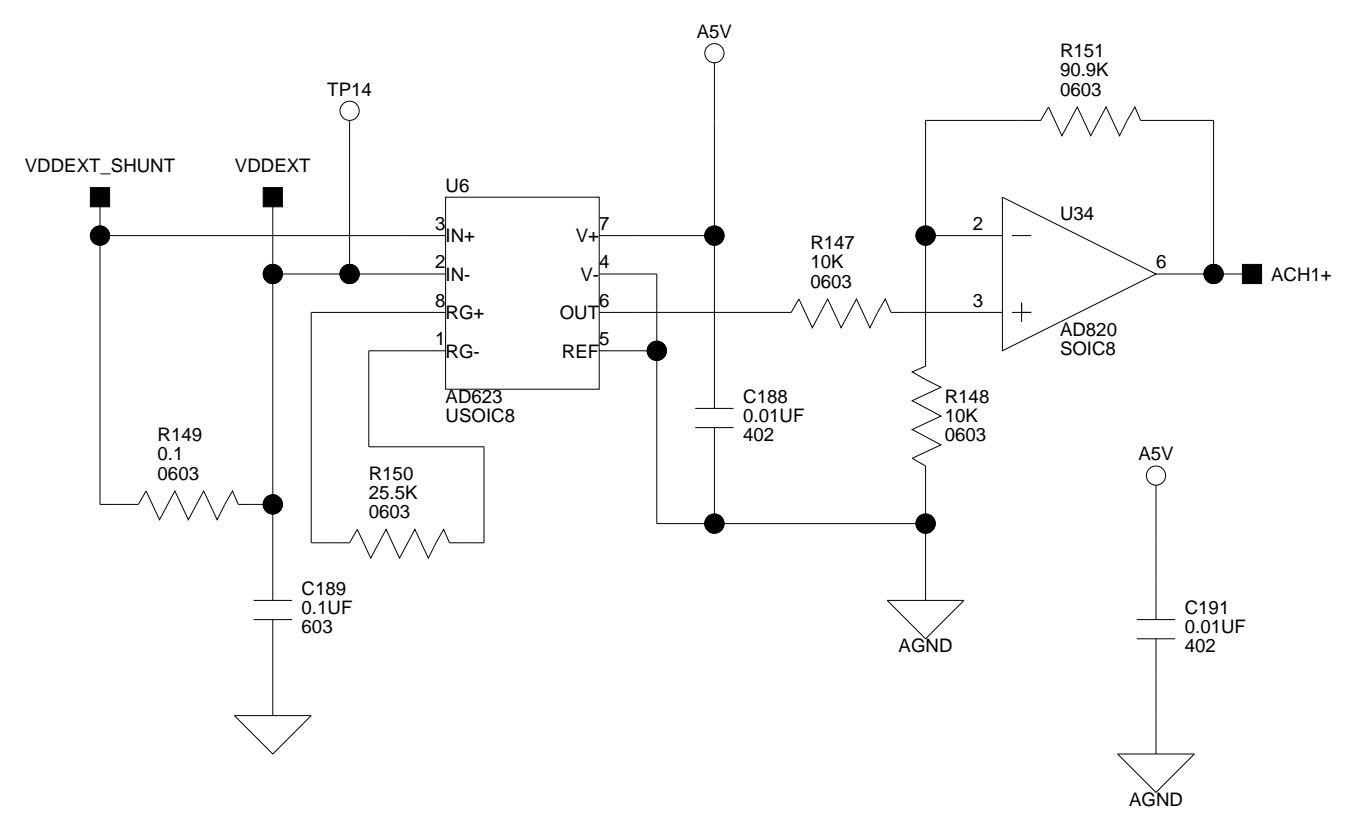 A5V
R151
90.9K
0603
TP14
VDDEXT_SHUNT
VDDEXT
U6
3
IN+
2
IN-
8
RG+
1
RG-
7
V+
4
V-
6
OUT
5
REF
AD623
USOIC8
R147
10K
0603
2
3
U34
6
AD820
SOIC8
ACH1+
R149
0.1
0603
R150
25.5K
0603
C188
0.01UF
402
R148
10K
0603
AGND
C189
0.1UF
603
A5V
C191
0.01UF
402
AGND